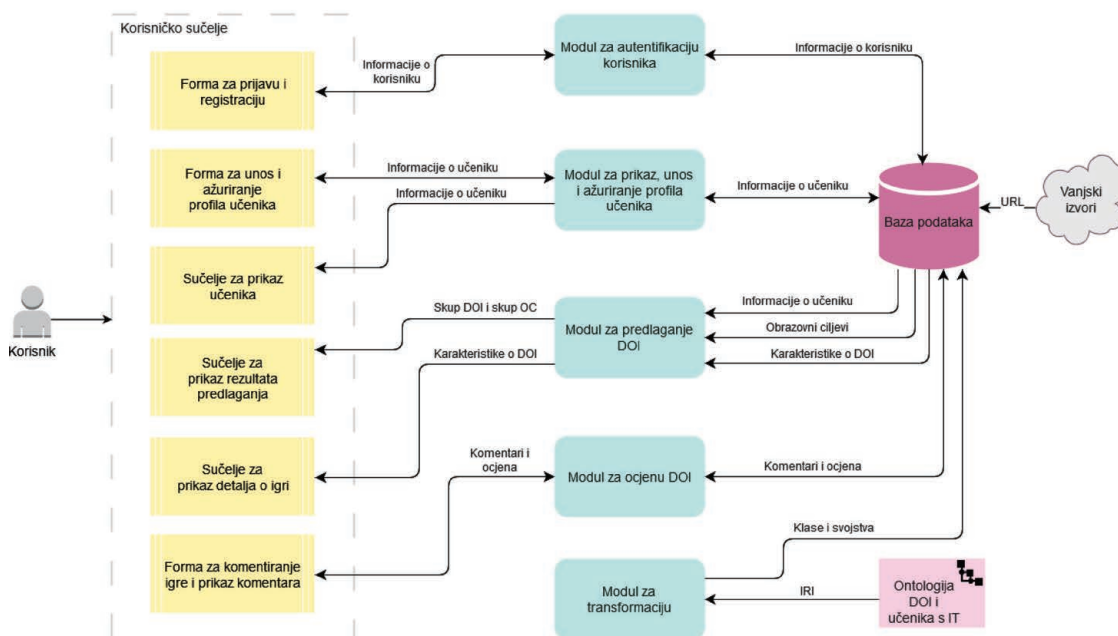 Korisničko sučelje
Forma za prijavu i
registraciju
Informacije o
korisniku
Modul za autentifikaciju
korisnika
Informacije o korisniku
Forma za unos i
ažuriranje
profila učenika
Informacije o učeniku
Informacije o učeniku
Modul za prikaz, unos
i ažuriranje profila
učenika
Informacije o učeniku
Baza podataka
URL
Vanjski
izvori
Sučelje za prikaz
učenika
Korisnik
Skup DOI i skup OC
Sučelje za
prikaz rezultata
predlaganja
Karakteristike o DOI
Modul za predlaganje
DOI
Informacije o učeniku
Obrazovni ciljevi
Karakteristike o DOI
Sučelje za
prikaz detalja o igri
Komentari i
ocjena
Modul za ocjenu DOI
Komentari i ocjena
Forma za komentiranje
igre i prikaz komentara
Modul za
transformaciju
Klase i svojstva
IRI
Ontologija
DOI i
učenika s IT